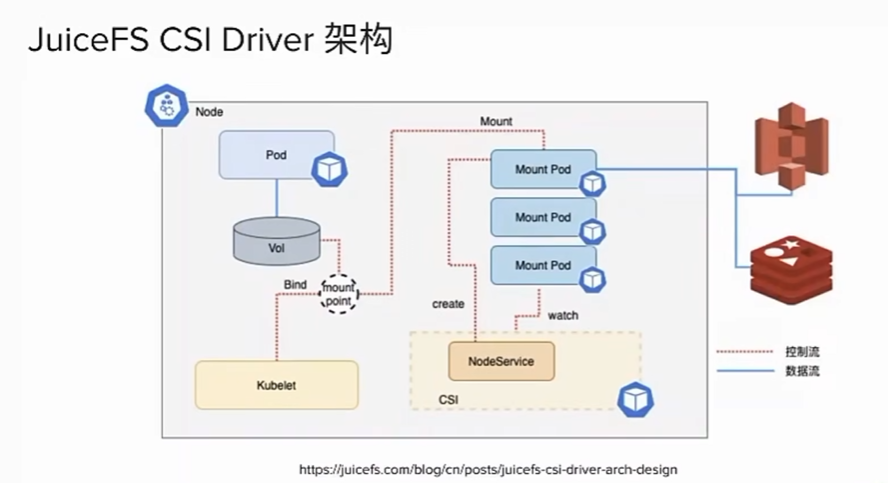 JuiceFS CSI Driver 架构
Node
Mount
Pod
Mount Pod
Mount Pod
Vol
Mount Pod
Bind
mount
point
create
watch
NodeService
控制流
Kubelet
数据流
CSI
https://juicefs.com/blog/cn/posts/juicefs-csi-driver-arch-design